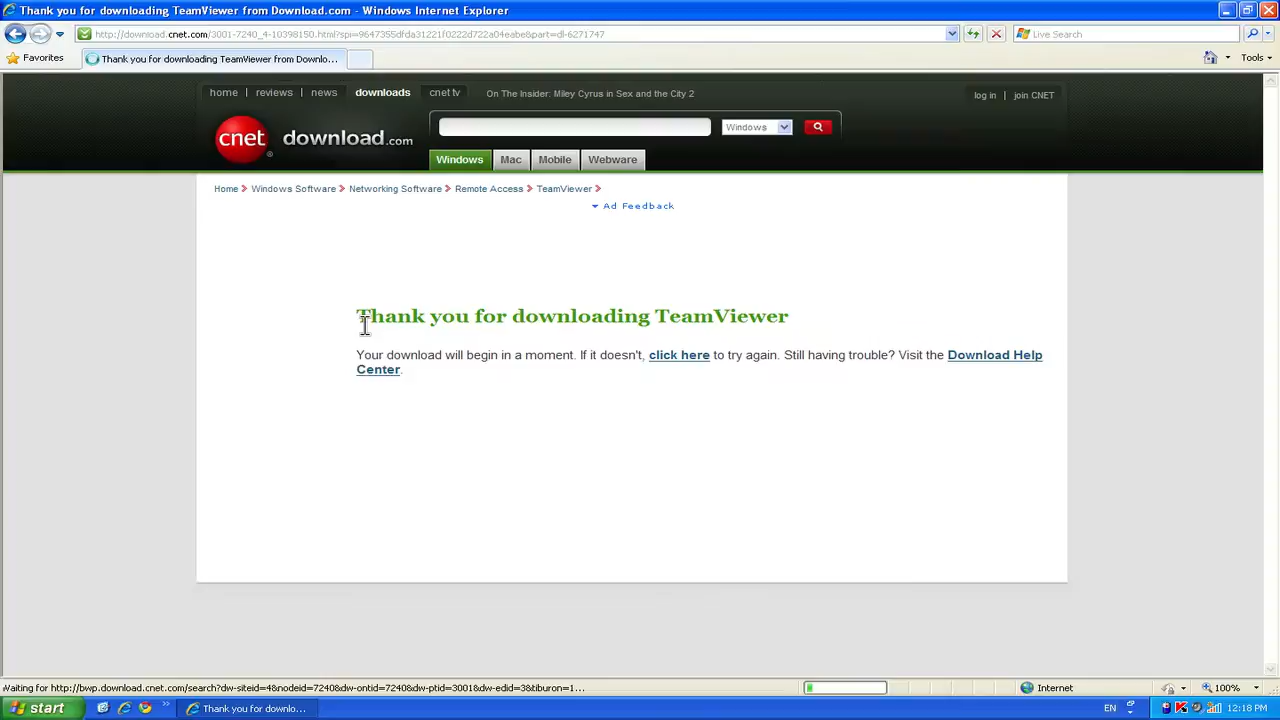 Thank you for downloading TeamViewer from Download.com - Windows Internet Explorer
http://download.cnet.com/3001-7240_4-10398150.html?spi=9647355dfda31221f0222d722a04eabe&part=dl-6271747
Live Search
Favorites
Thank you for downloading TeamViewer from Downlo...
Tools
home | reviews | news downloads cnet tv
On The Insider: Miley Cyrus in Sex and the City 2
log in | join CNET
cnet download.com
Windows
Windows Mac Mobile Webware
Home Windows Software Networking Software Remote Access TeamViewer
Ad Feedback
Thank you for downloading TeamViewer
Your download will begin in a moment. If it doesn't, click here to try again. Still having trouble? Visit the Download Help
Center.
Waiting for http://bwp.download.cnet.com/search?dw-siteid=4&nodeid=7240&dw-ontid=7240&dw-ptid=3001&dw-edid=3&tiburon=1...
Internet
100%
start
Thank you for downlo...
EN
12:18 PM